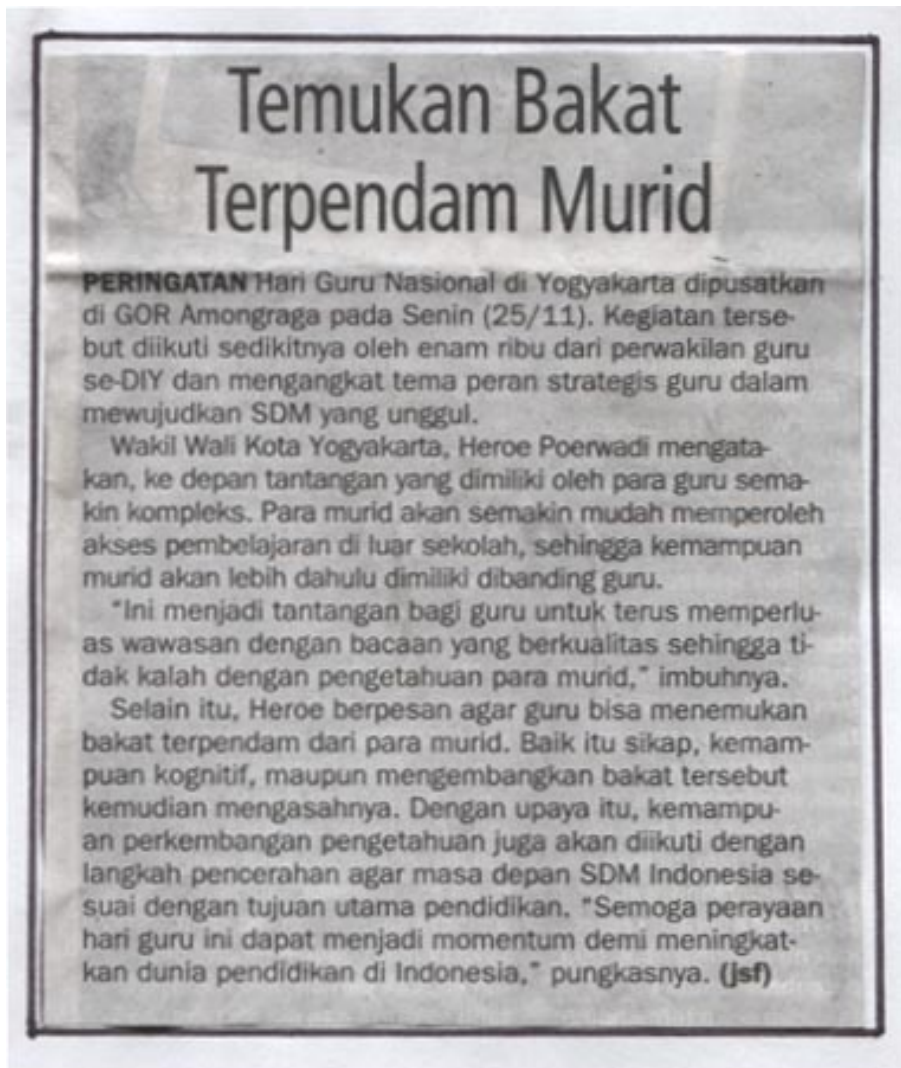 Temukan Bakat
Terpendam Murid
PERINGATAN Hari Guru Nasional di Yogyakarta dipusatkan
di GOR Amongraga pada Senin (25/11). Kegiatan terse-
but diikuti sedikitnya oleh enam ribu dari perwakilan guru
se-DIY dan mengangkat tema peran strategis guru dalam
mewujudkan SDM yang unggul.
Wakil Wali Kota Yogyakarta, Heroe Poerwadi mengata-
kan, ke depan tantangan yang dimiliki oleh para guru sema-
kin kompleks. Para murid akan semakin mudah memperoleh
akses pembelajaran di luar sekolah, sehingga kemampuan
murid akan lebih dahulu dimiliki dibanding guru.
"Ini menjadi tantangan bagi guru untuk terus memperlu-
as wawasan dengan bacaan yang berkualitas sehingga ti-
dak kalah dengan pengetahuan para murid," imbuhnya.
Selain itu, Heroe berpesan agar guru bisa menemukan
bakat terpendam dari para murid. Baik itu sikap, kemam-
puan kognitif, maupun mengembangkan bakat tersebut
kemudian mengasahnya. Dengan upaya itu, kemampu-
an perkembangan pengetahuan juga akan diikuti dengan
langkah pencerahan agar masa depan SDM Indonesia se-
suai dengan tujuan utama pendidikan. "Semoga perayaan
hari guru ini dapat menjadi momentum demi meningkat-
kan dunia pendidikan di Indonesia," pungkasnya. (jsf)